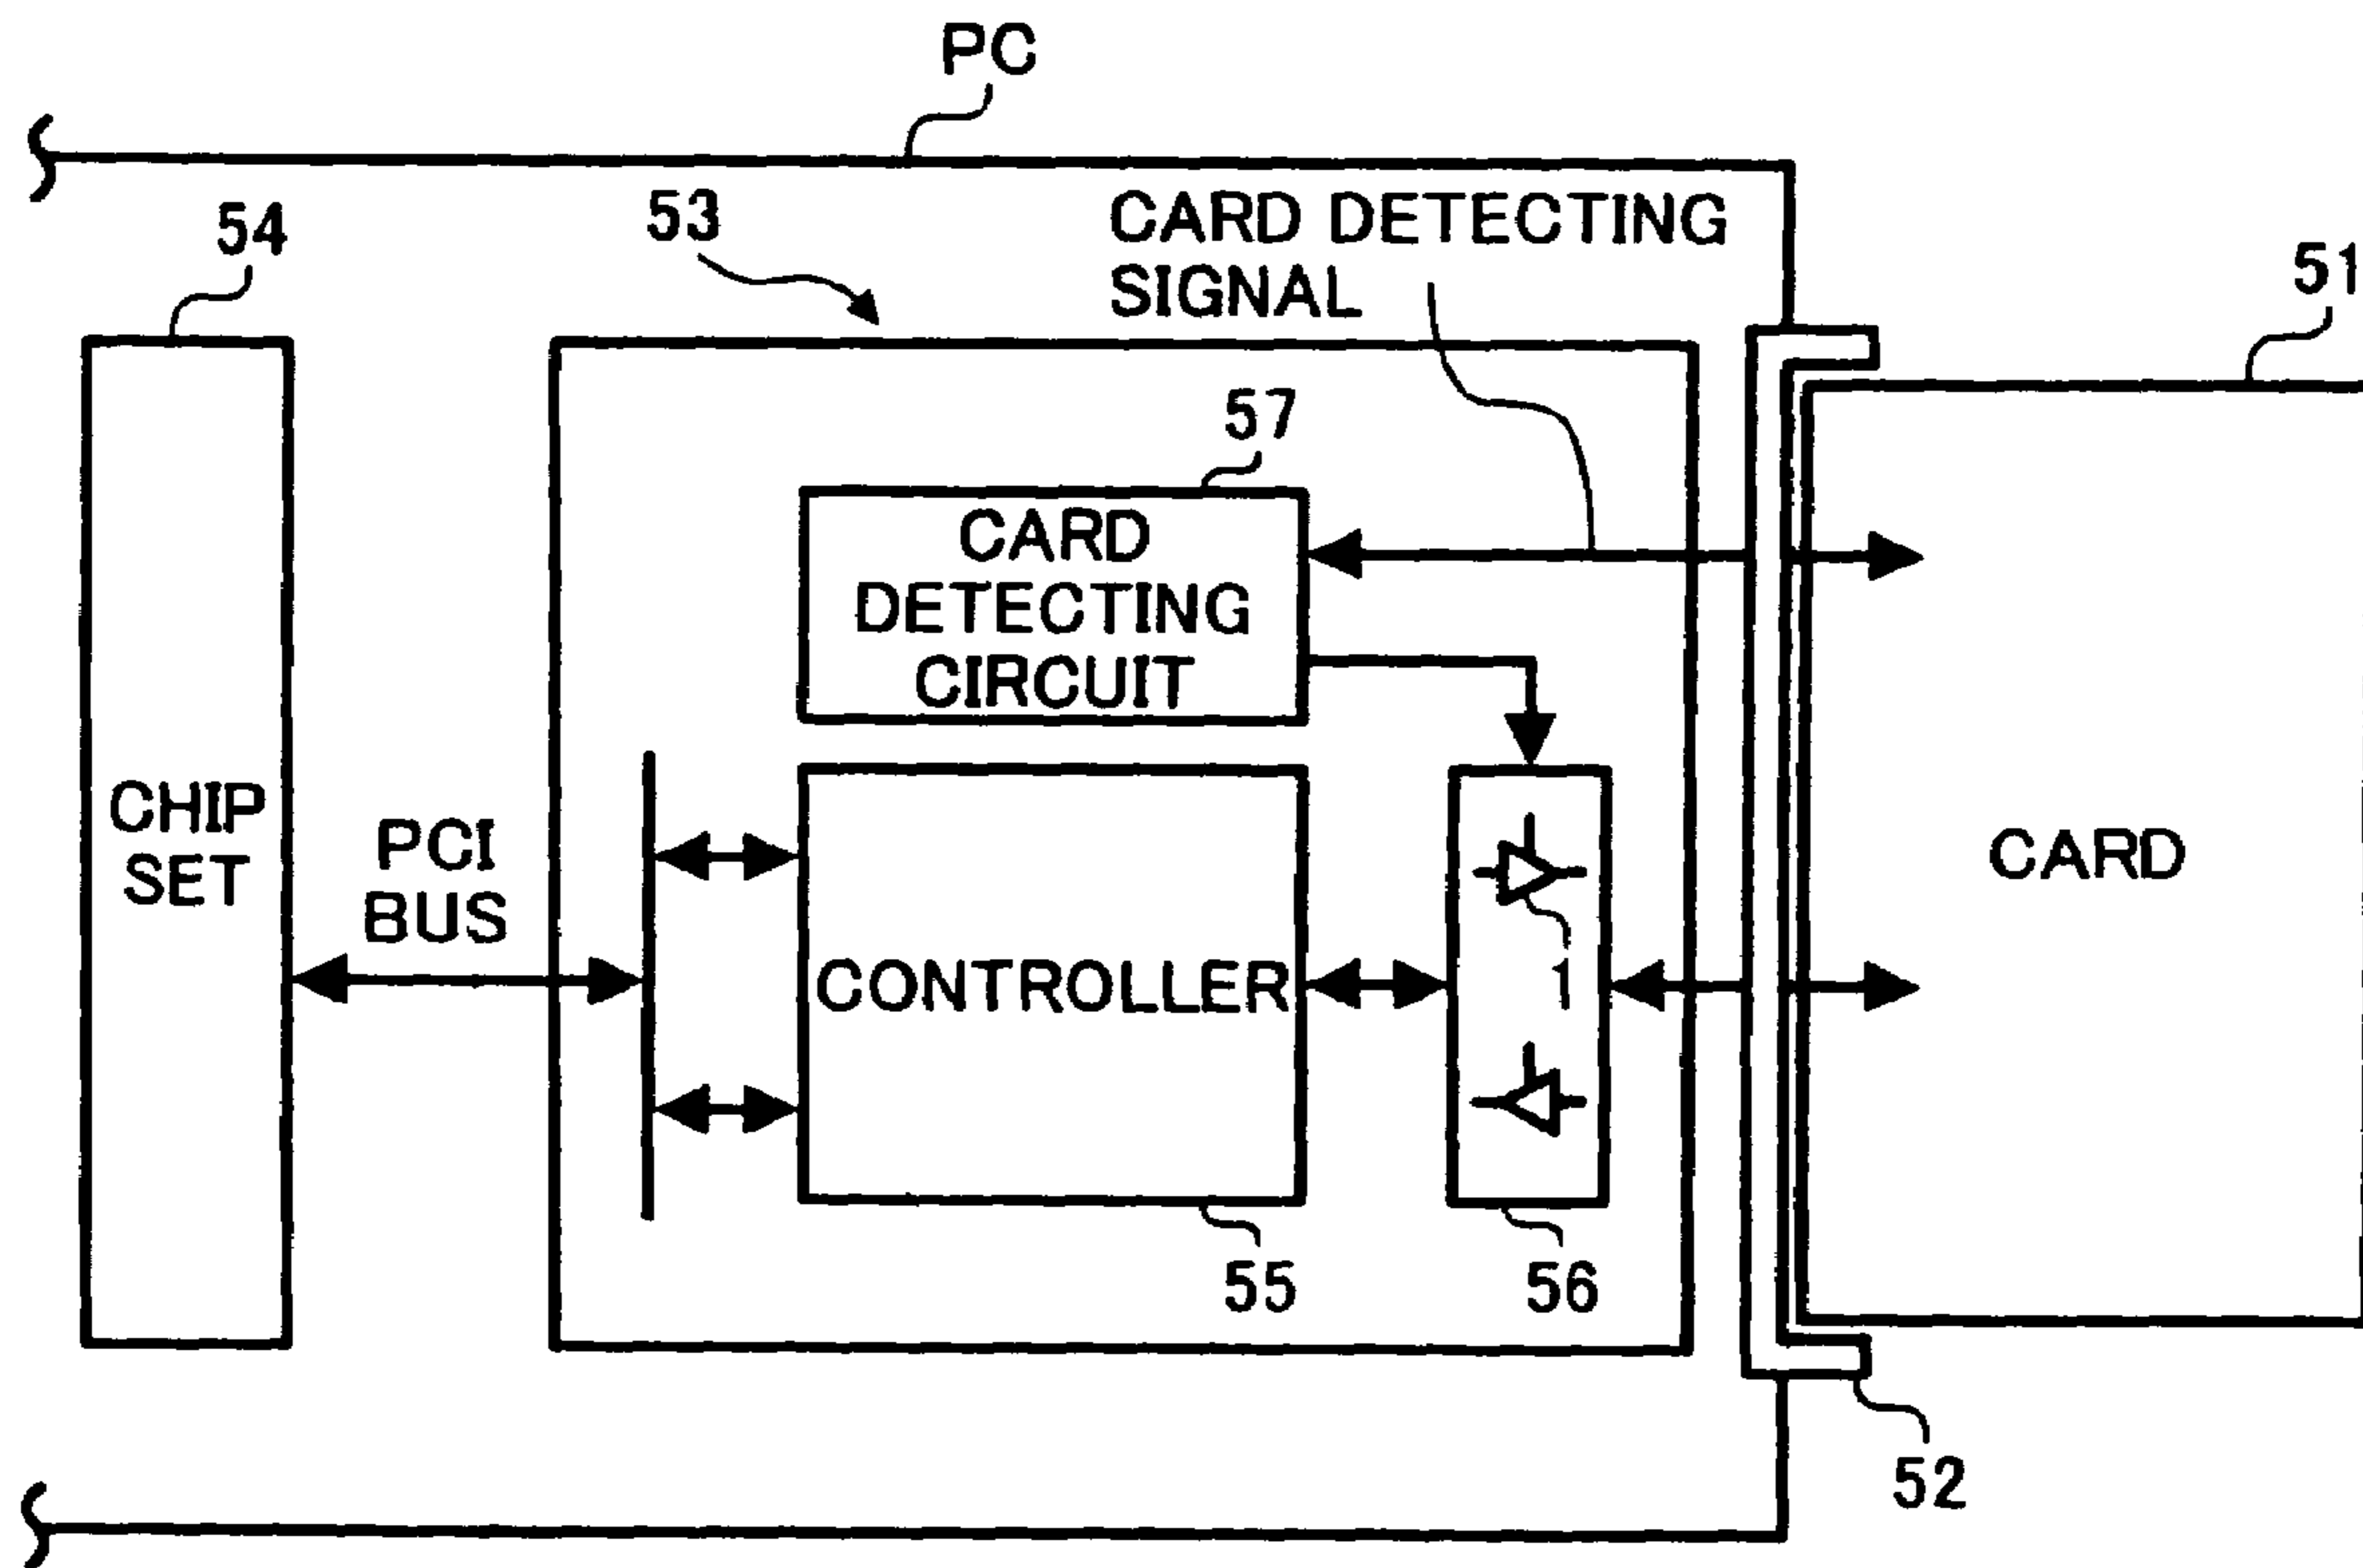 PC
53
CARD DETECTING
SIGNAL
54
51
57
CARD
DETECTING
CIRCUIT
CHIP
SET
PCI
BUS
CONTROLLER
1
CARD
55
56
52